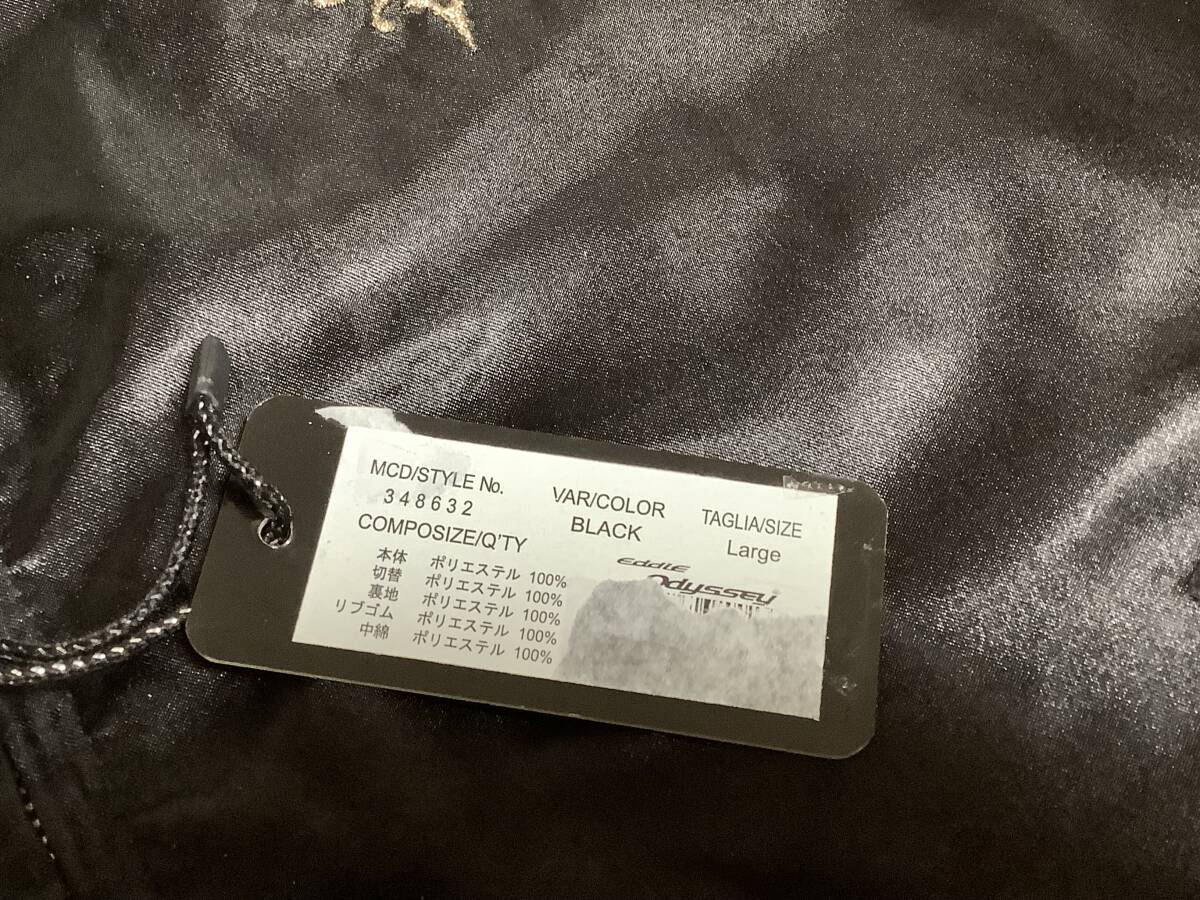 MCD/STYLE No.
348632
VAR/COLOR
BLACK
TAGLIA/SIZE
Large
COMPOSIZE/Q'TY
本体 ポリエステル 100%
切替 ポリエステル 100%
裏地 ポリエステル 100%
リブゴム ポリエステル 100%
中綿 ポリエステル 100%
EddlE
Odyssey